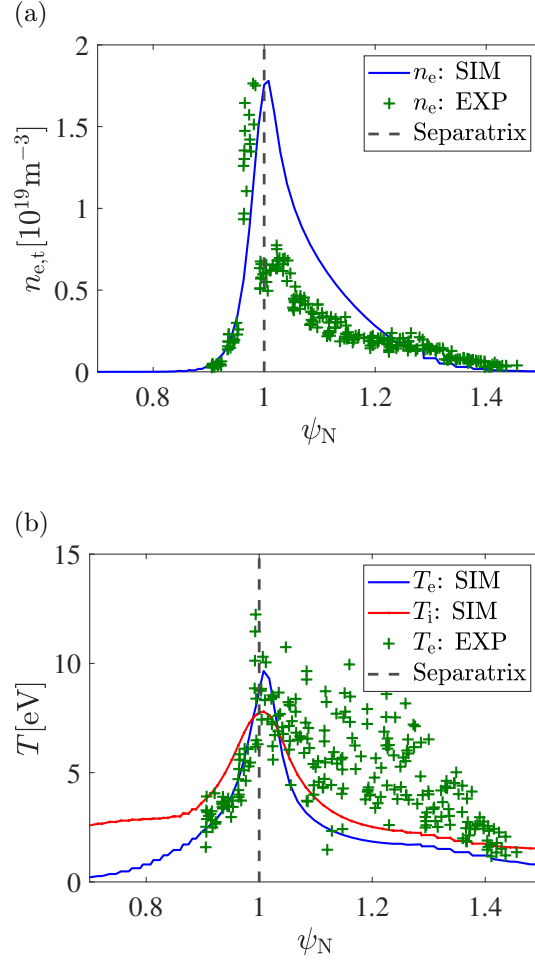 (a)
2
1.5
1
0.5
0
n_{e,t}[10^{19}m^{-3}]
n_e: SIM
n_e: EXP
Separatrix
0.8 1 1.2 1.4
ψ_N
(b)
15
10
5
0
T[eV]
T_e: SIM
T_i: SIM
T_e: EXP
Separatrix
0.8 1 1.2 1.4
ψ_N